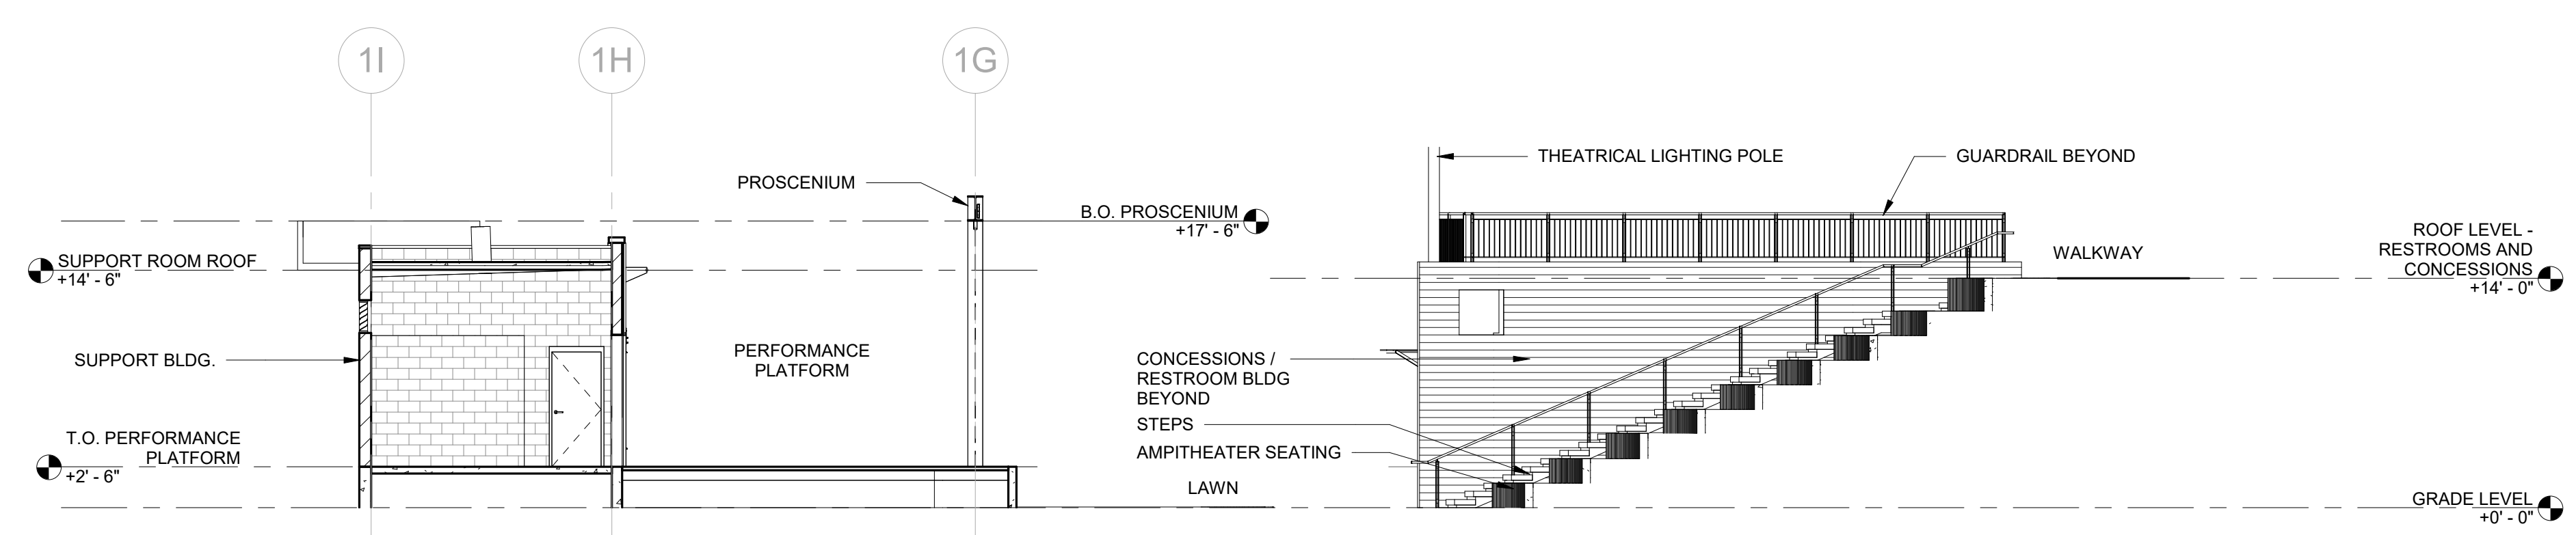 1I
1H
1G
THEATRICAL LIGHTING POLE
GUARDRAIL BEYOND
PROSCENIUM
B.O. PROSCENIUM
+17' - 6"
SUPPORT ROOM ROOF
+14' - 6"
WALKWAY
ROOF LEVEL -
RESTROOMS AND
CONCESSIONS
+14' - 0"
SUPPORT BLDG.
PERFORMANCE
PLATFORM
CONCESSIONS /
RESTROOM BLDG
BEYOND
STEPS
AMPITHEATER SEATING
T.O. PERFORMANCE
PLATFORM
+2' - 6"
LAWN
GRADE LEVEL
+0' - 0"